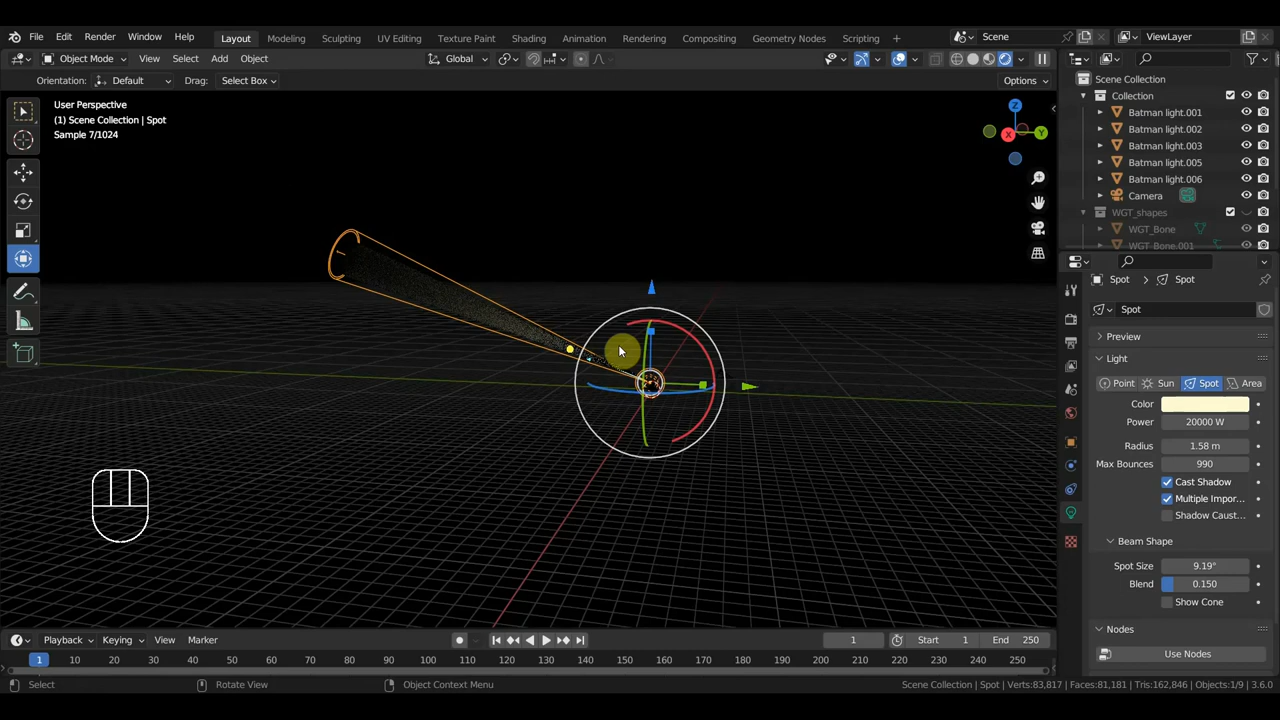 File Edit Render Window Help Layout Modeling Sculpting UV Editing Texture Paint Shading Animation Rendering Compositing Geometry Nodes Scripting + Scene ViewLayer
Object Mode View Select Add Object Global
Orientation: Default Drag: Select Box Options
User Perspective
(1) Scene Collection | Spot
Sample 7/1024
Z
X
Y
Scene Collection
Collection
Batman light.001
Batman light.002
Batman light.003
Batman light.005
Batman light.006
Camera
WGT_shapes
WGT_Bone
WGT_Bone.001
Spot > Spot
Spot
Preview
Light
Point Sun Spot Area
Color
Power 20000 W
Radius 1.58 m
Max Bounces 990
Cast Shadow
Multiple Impor...
Shadow Caust...
Beam Shape
Spot Size 9.19°
Blend 0.150
Show Cone
Nodes
Use Nodes
Playback Keying View Marker 1 Start 1 End 250
1 10 20 30 40 50 60 70 80 90 100 110 120 130 140 150 160 170 180 190 200 210 220 230 240 250
Select Rotate View Object Context Menu Scene Collection | Spot | Verts:83,817 | Faces:81,181 | Tris:162,846 | Objects:1/9 | 3.6.0